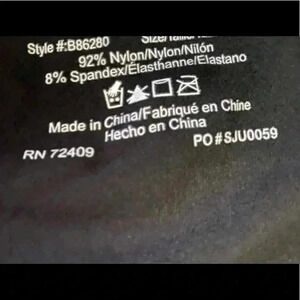 Style #:B86280
92% Nylon/Nylon/Nilón
8% Spandex/Élasthanne/Elastano
Made in China/Fabriqué en Chine
Hecho en China
RN 72409
PO # SJU0059